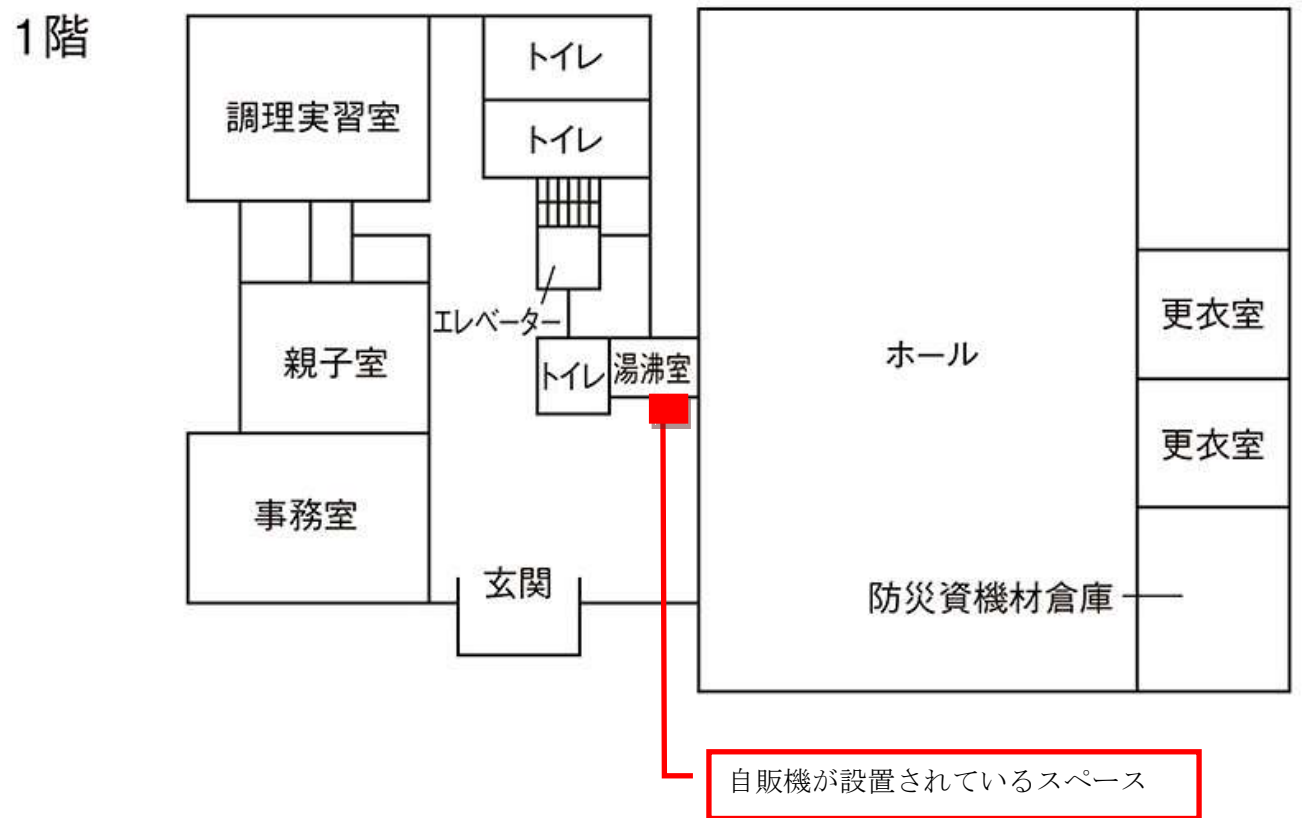 1階
トイレ
調理実習室
トイレ
エレベーター
更衣室
親子室
トイレ
湯沸室
ホール
更衣室
事務室
玄関
防災資機材倉庫
自販機が設置されているスペース